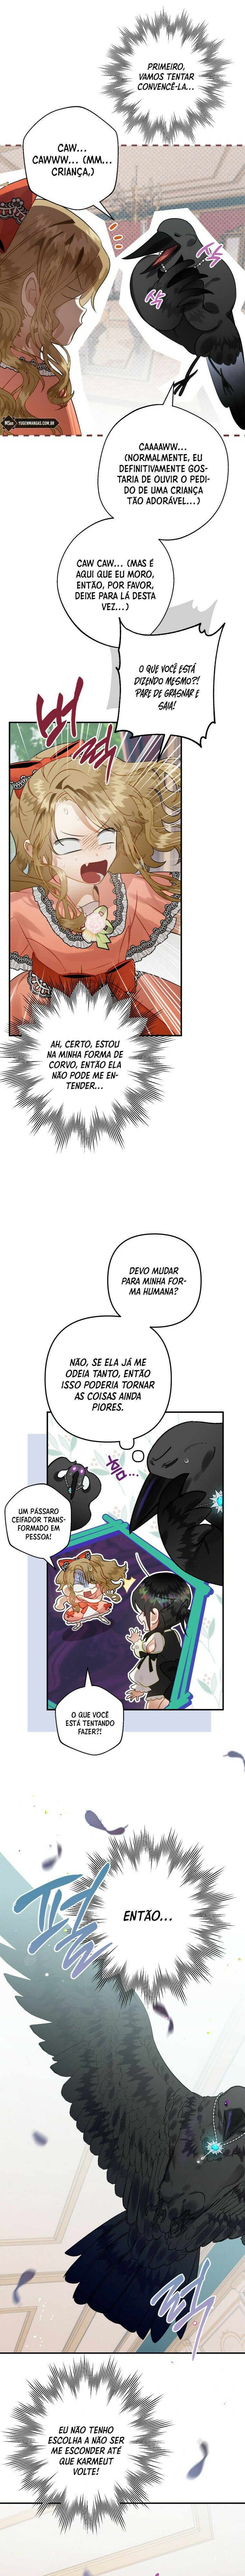 PRIMEIRO,
VAMOS TENTAR
CONVENCÊ-LA...
CAW...
CAWWW... (MM...
CRIANÇA,)
YUGENMANGAS.COM.BR
CAAAAWW...
(NORMALMENTE, EU
DEFINITIVAMENTE GOS-
TARIA DE OUVIR O PEDI-
DO DE UMA CRIANÇA
TÃO ADORÁVEL...)
CAW CAW... (MAS É
AQUI QUE EU MORO,
ENTÃO, POR FAVOR,
DEIXE PARA LÁ DESTA
VEZ...)
O QUE VOCÊ ESTÁ
DIZENDO MESMO?!
PARE DE GRASNAR E
SAIA!
AH, CERTO, ESTOU
NA MINHA FORMA DE
CORVO, ENTÃO ELA
NÃO PODE ME EN-
TENDER...
DEVO MUDAR
PARA MINHA FOR-
MA HUMANA?
NÃO, SE ELA JÁ ME
ODEIA TANTO, ENTÃO
ISSO PODERIA TORNAR
AS COISAS AINDA
PIORES.
UM PÁSSARO
CEIFADOR TRANS-
FORMADO EM
PESSOA!
O QUE VOCÊ
ESTÁ TENTANDO
FAZER?!
ENTÃO...
EU NÃO TENHO
ESCOLHA A NÃO SER
ME ESCONDER ATÉ
QUE KARMEUT
VOLTE!